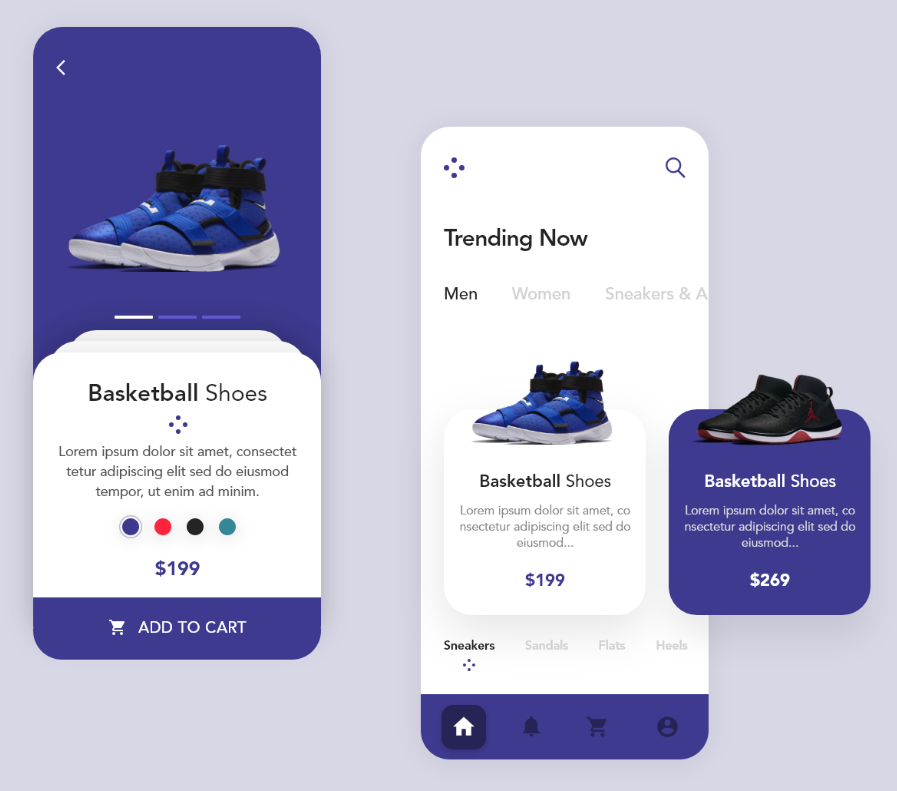 Basketball Shoes
Lorem ipsum dolor sit amet, consectet
tetur adipiscing elit sed do eiusmod
tempor, ut enim ad minim.
$199
ADD TO CART
Trending Now
Men Women Sneakers & A
Basketball Shoes
Lorem ipsum dolor sit amet, co
nsectetur adipiscing elit sed do
eiusmod...
$199
Basketball Shoes
Lorem ipsum dolor sit amet, co
nsectetur adipiscing elit sed do
eiusmod...
$269
Sneakers Sandals Flats Heels